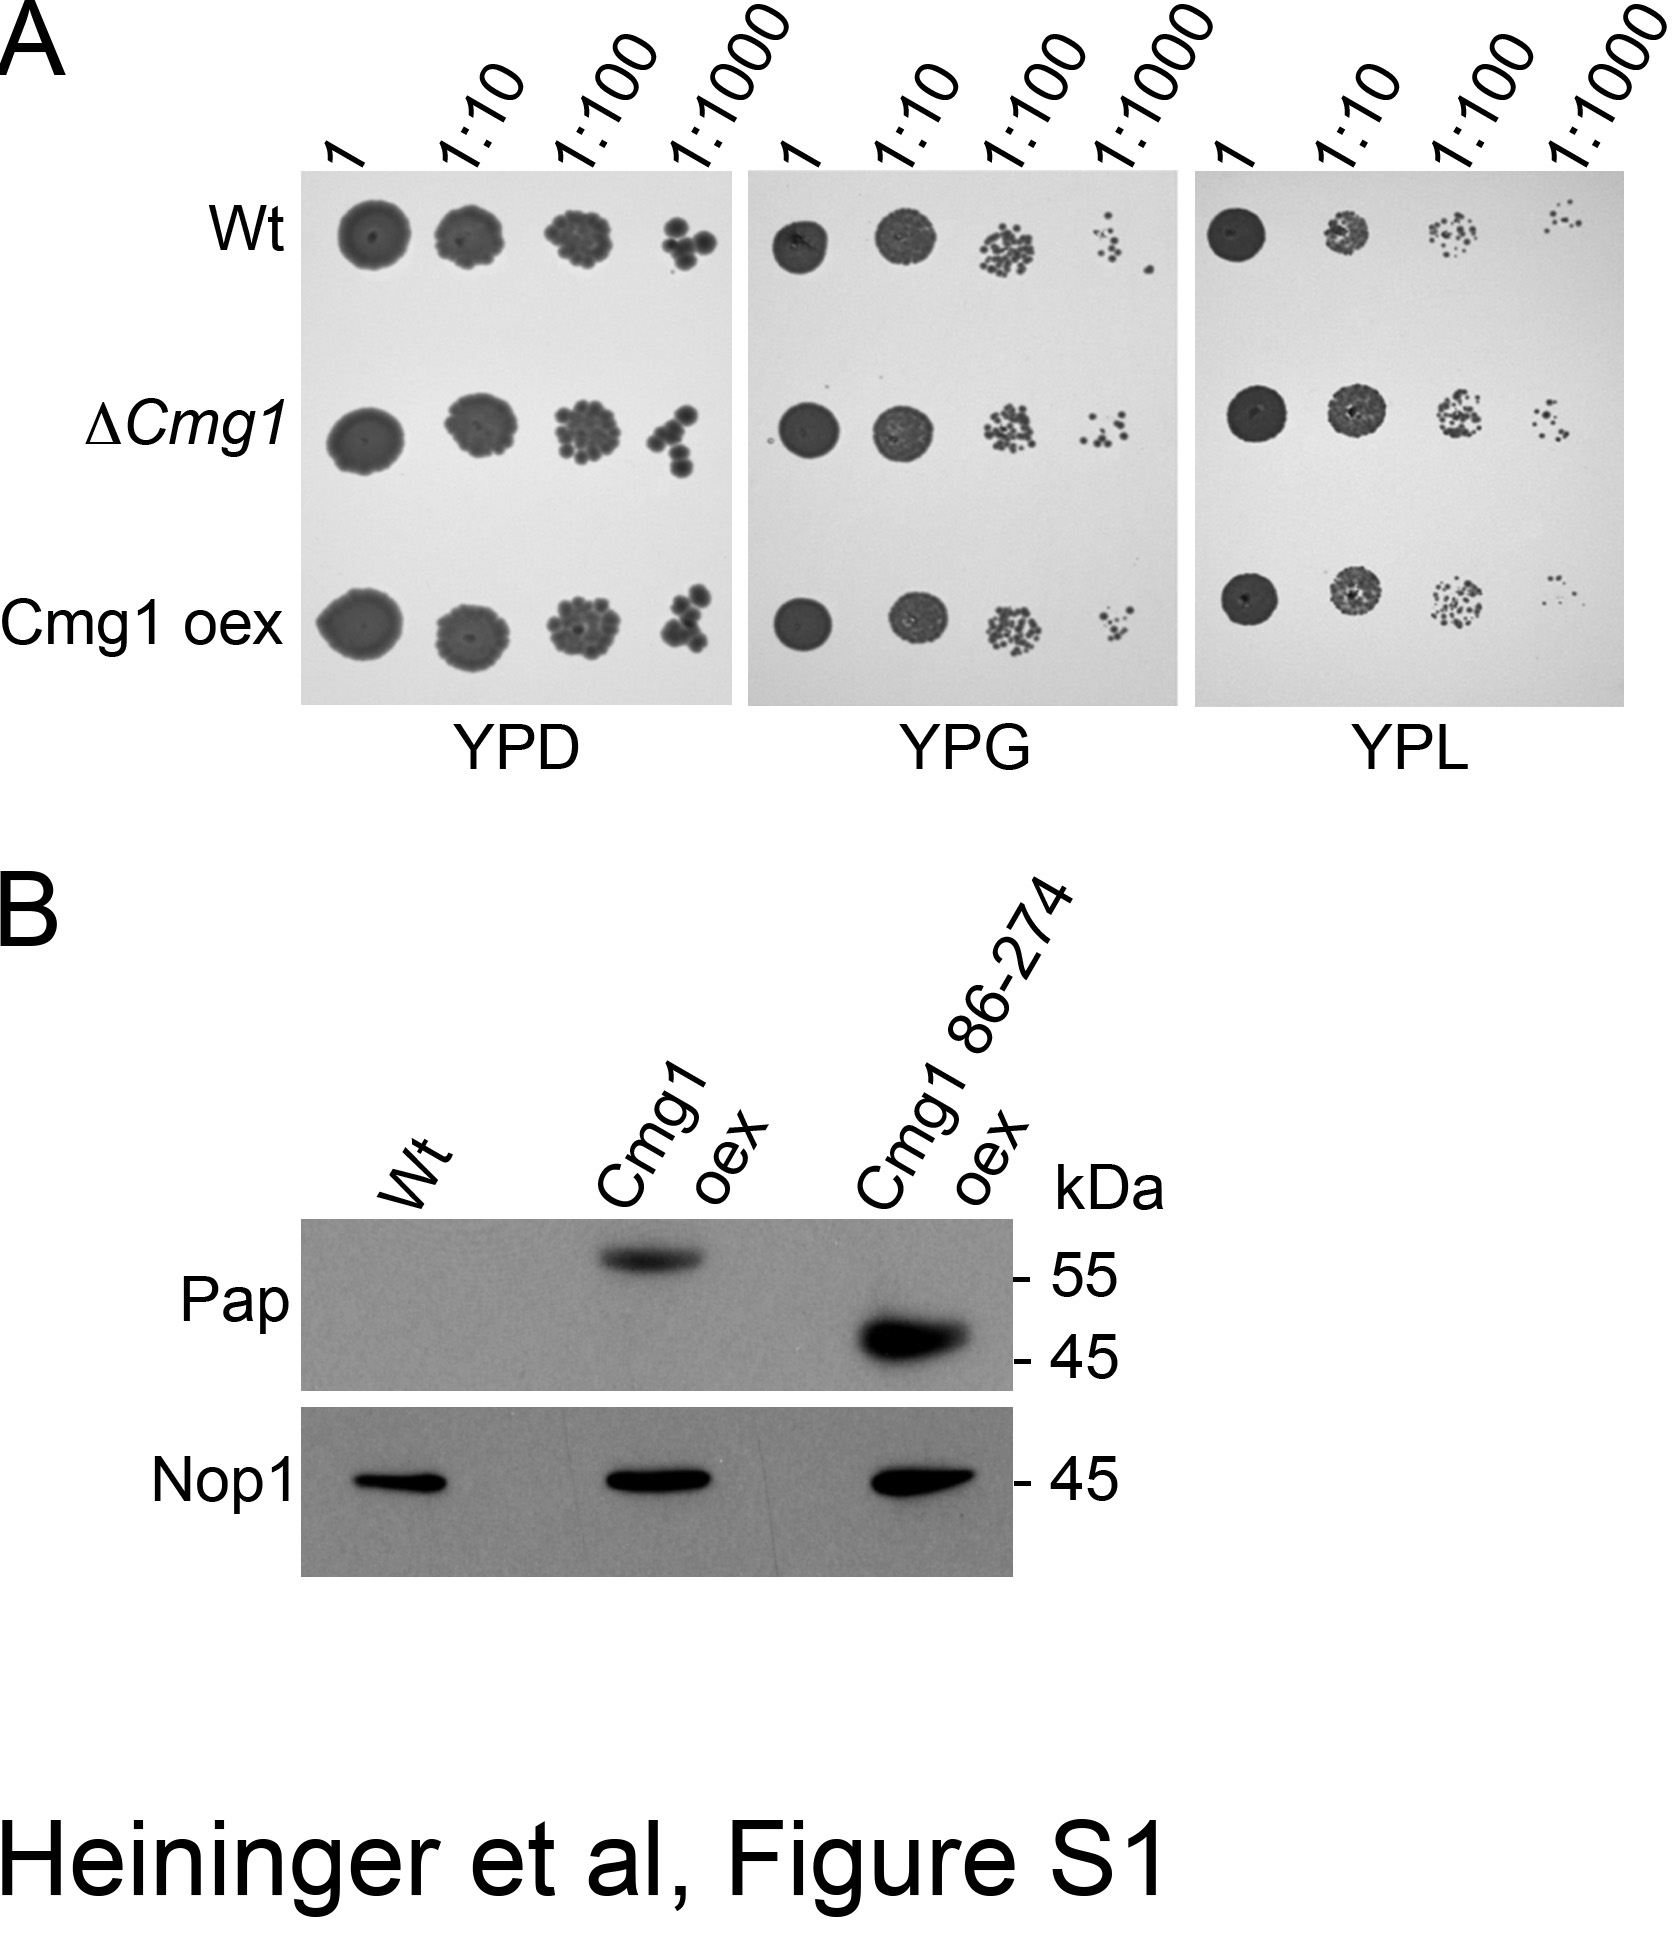 A
1 1:10 1:100 1:1000 1 1:10 1:100 1:1000 1 1:10 1:100 1:1000
Wt
ΔCmg1
Cmg1 oex
YPD YPG YPL
B
Wt
Cmg1
oex
Cmg1 86-274
oex
kDa
Pap
- 55
- 45
Nop1
- 45
Heininger et al, Figure S1